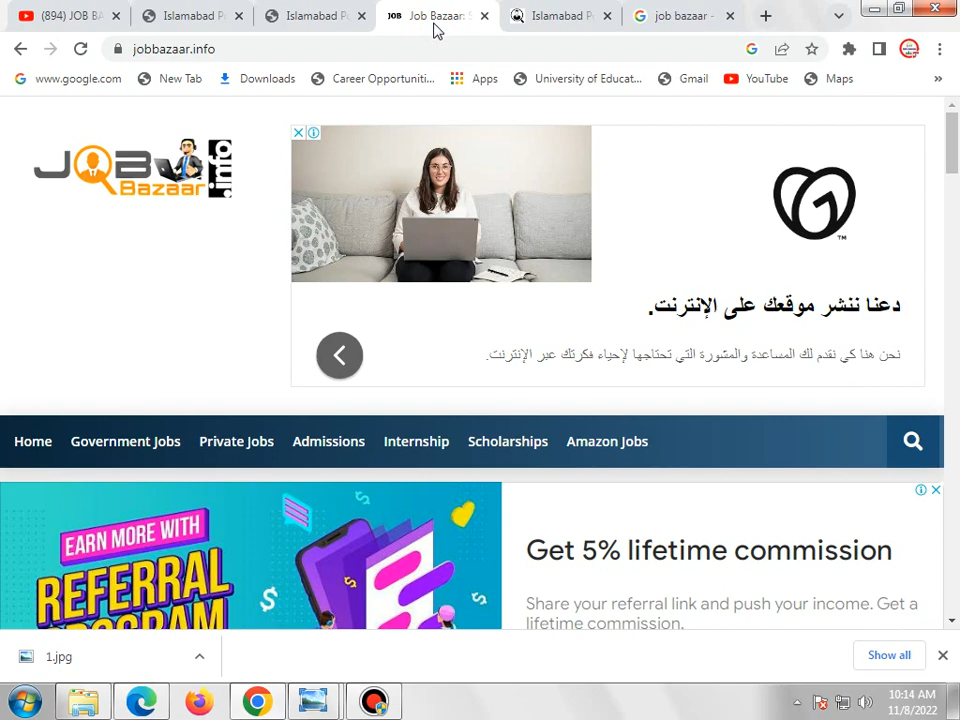 (894) JOB BA
Islamabad P
Islamabad P
Job Bazaar: S
Islamabad P
job bazaar -
jobbazaar.info
www.google.com
New Tab
Downloads
Career Opportuniti...
Apps
University of Educat...
Gmail
YouTube
Maps
»
JOB
Bazaar
.info
دعنا ننشر موقعك على الإنترنت.
نحن هنا كي نقدم لك المساعدة والمشورة التي تحتاجها لإحياء فكرتك عبر الإنترنت.
Home
Government Jobs
Private Jobs
Admissions
Internship
Scholarships
Amazon Jobs
EARN MORE WITH
REFERRAL
PROGRAM
Get 5% lifetime commission
Share your referral link and push your income. Get a
lifetime commission.
1.jpg
Show all
10:14 AM
11/8/2022